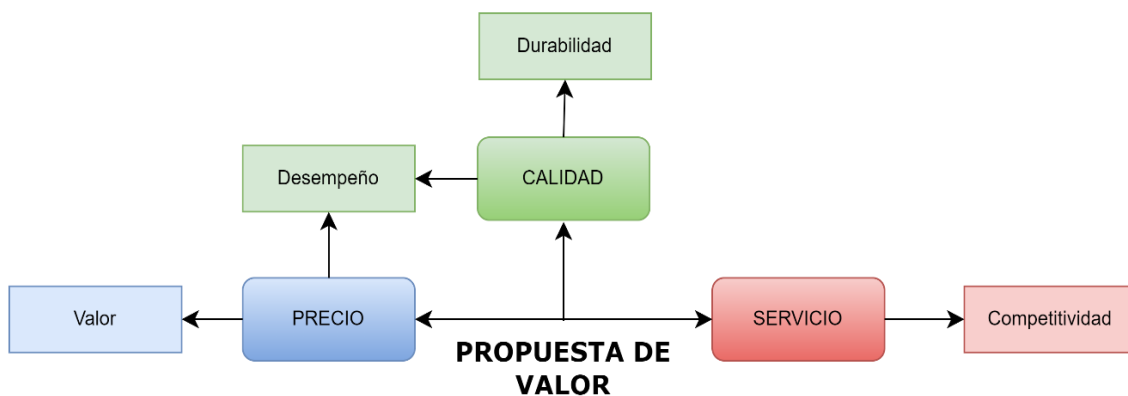 Durabilidad
Desempeño
CALIDAD
Valor
PRECIO
SERVICIO
Competitividad
PROPUESTA DE
VALOR